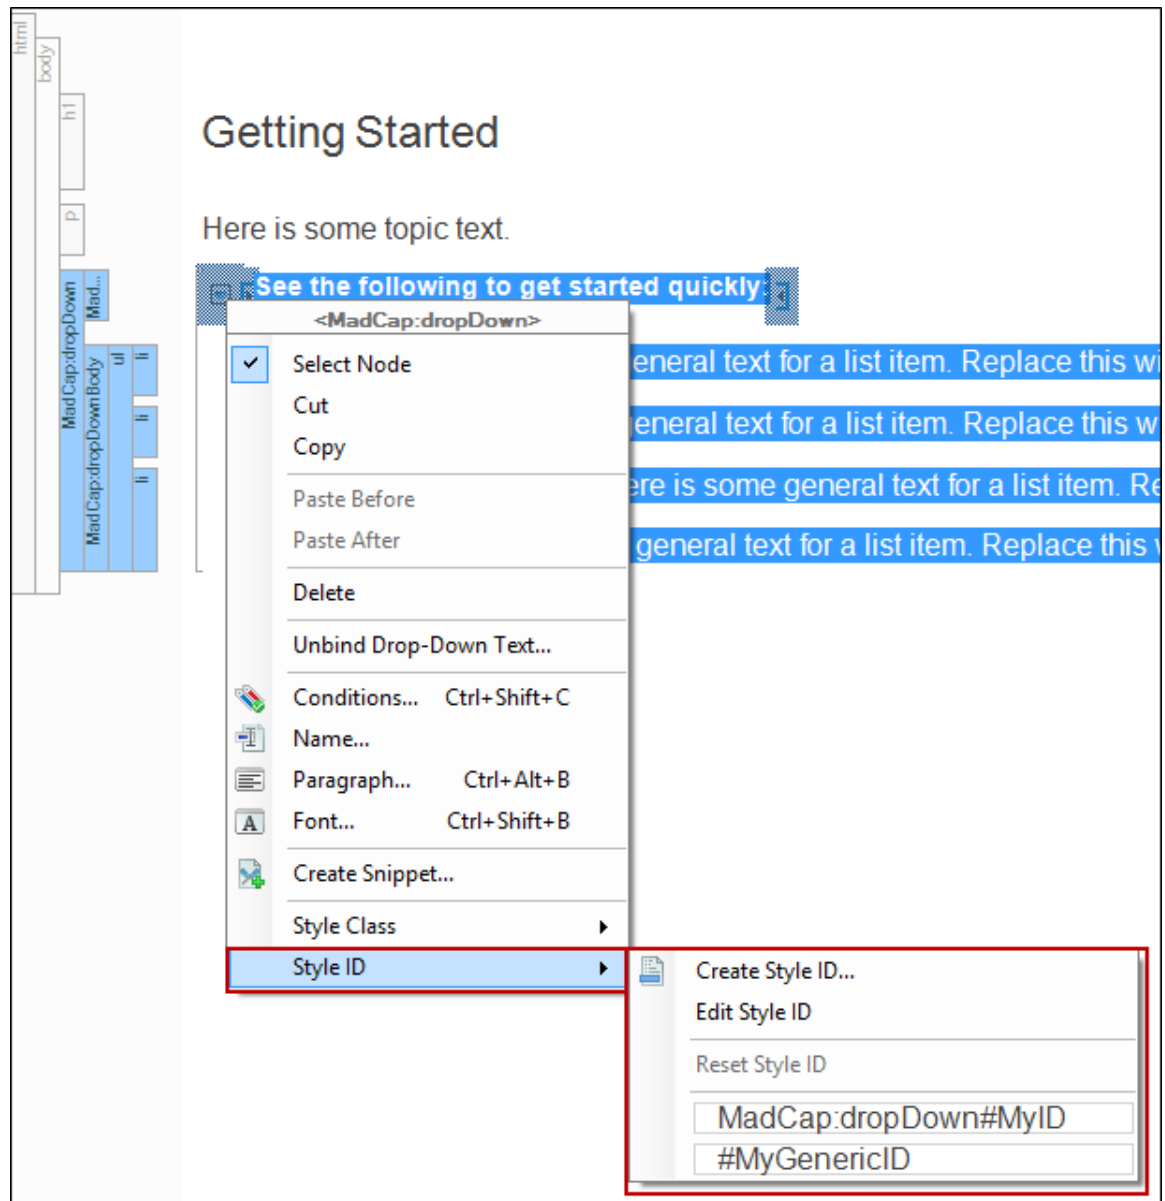 html
body
h1
Getting Started
p
Here is some topic text.
MadCap:dropDown
Mad...
See the following to get started quickly
<MadCap:dropDown>
MadCap:dropDownBody
ul
li
li
li
Select Node
eneral text for a list item. Replace this wi
Cut
eneral text for a list item. Replace this w
Copy
ere is some general text for a list item. Re
Paste Before
Paste After
general text for a list item. Replace this
Delete
Unbind Drop-Down Text...
Conditions... Ctrl+Shift+C
Name...
Paragraph... Ctrl+Alt+B
Font... Ctrl+Shift+B
Create Snippet...
Style Class
Style ID
Create Style ID...
Edit Style ID
Reset Style ID
MadCap:dropDown#MyID
#MyGenericID